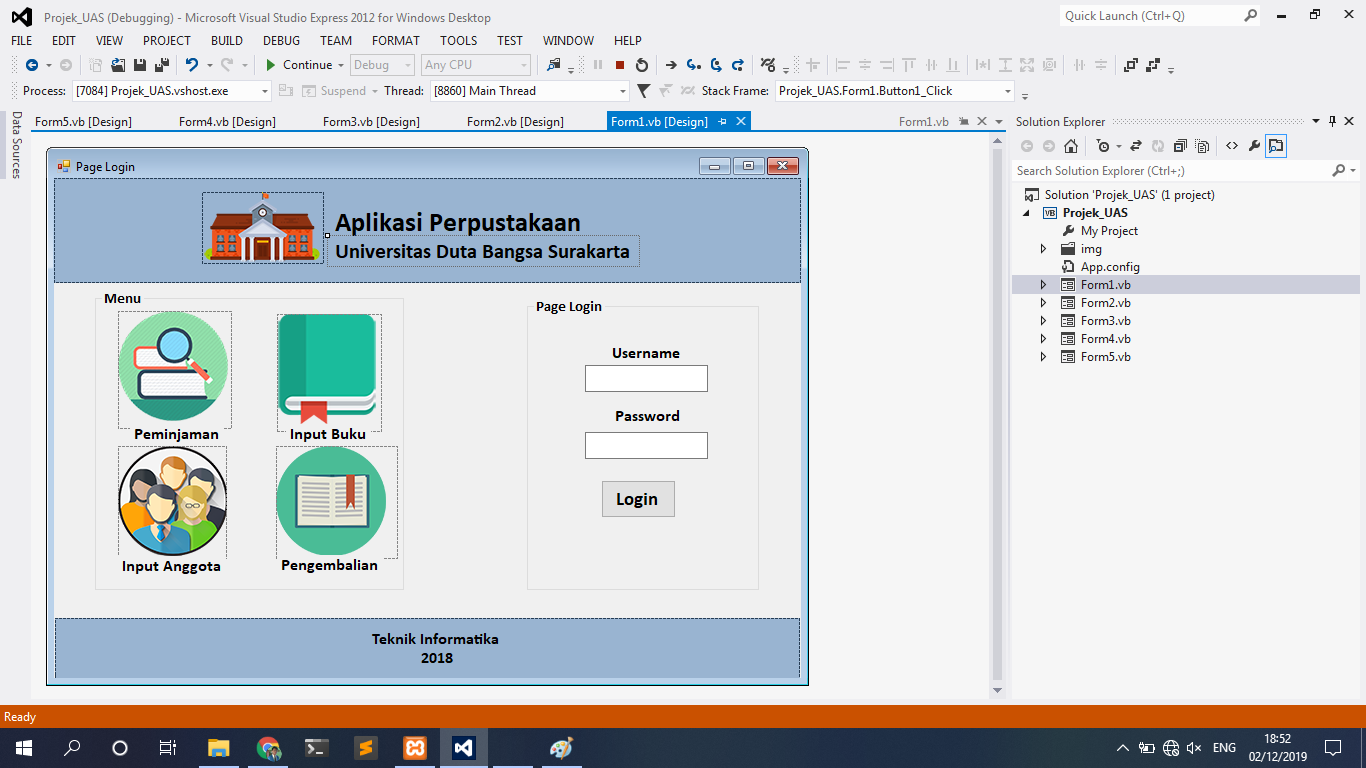 Projek_UAS (Debugging) - Microsoft Visual Studio Express 2012 for Windows Desktop
Quick Launch (Ctrl+Q)
FILE EDIT VIEW PROJECT BUILD DEBUG TEAM FORMAT TOOLS TEST WINDOW HELP
Continue Debug Any CPU
Process: [7084] Projek_UAS.vshost.exe Suspend Thread: [8860] Main Thread Stack Frame: Projek_UAS.Form1.Button1_Click
Data Sources
Form5.vb [Design] Form4.vb [Design] Form3.vb [Design] Form2.vb [Design] Form1.vb [Design] Form1.vb
Page Login
Aplikasi Perpustakaan
Universitas Duta Bangsa Surakarta
Menu
Peminjaman
Input Buku
Input Anggota
Pengembalian
Page Login
Username
Password
Login
Teknik Informatika
2018
Solution Explorer
Search Solution Explorer (Ctrl+;)
Solution 'Projek_UAS' (1 project)
VB Projek_UAS
My Project
img
App.config
Form1.vb
Form2.vb
Form3.vb
Form4.vb
Form5.vb
Ready
ENG
18:52
02/12/2019